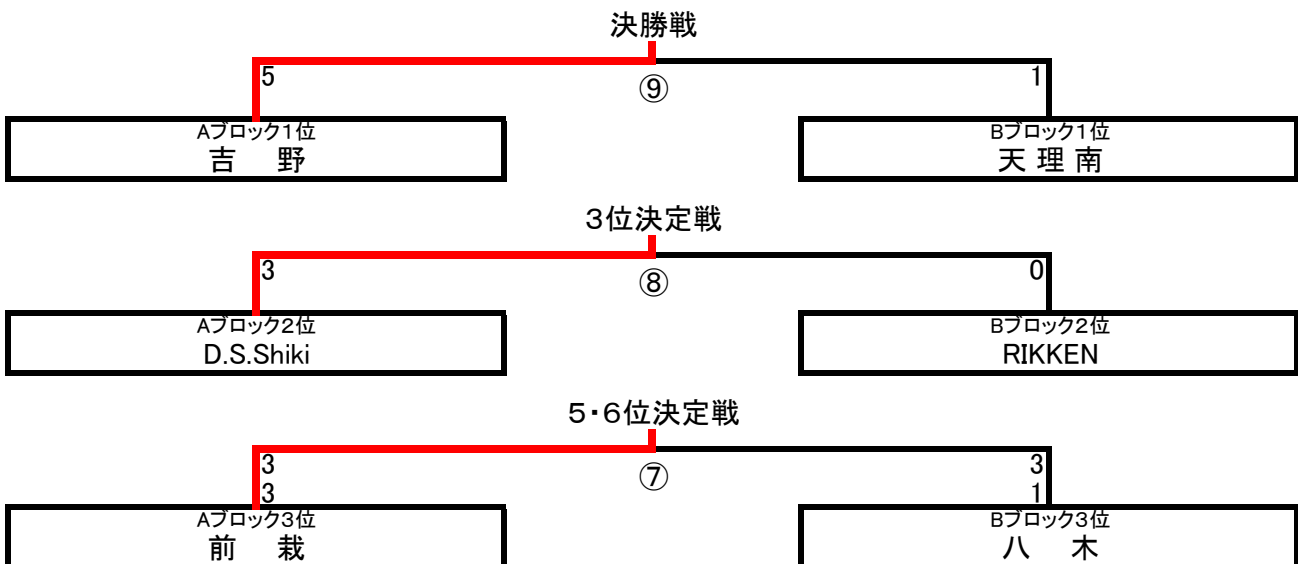 決勝戦
5 ⑨ 1
Aブロック1位 Bブロック1位
吉 野 天 理 南
3位決定戦
3 ⑧ 0
Aブロック2位 Bブロック2位
D.S.Shiki RIKKEN
5・6位決定戦
3 ⑦ 3
3 1
Aブロック3位 Bブロック3位
前 栽 八 木